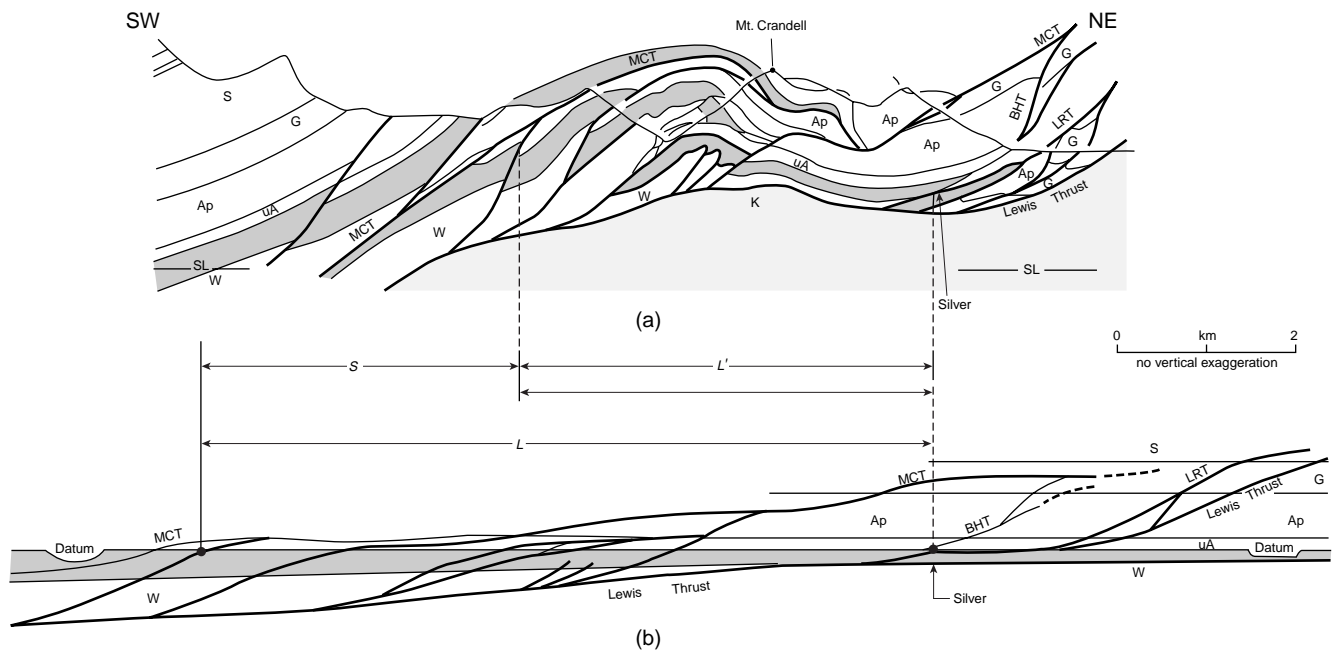 SW
Mt. Crandell
NE
MCT
G
MCT
S
BHT
G
LRT
Ap
Ap
G
Ap
uA
Ap
G
Ap
uA
W
K
Lewis Thrust
MCT
W
SL
W
SL
Silver
(a)
0 km 2
no vertical exaggeration
S
L'
L
S
MCT
LRT
G
Lewis Thrust
MCT
Ap
BHT
Ap
Datum
uA
Datum
W
Lewis Thrust
W
Silver
(b)